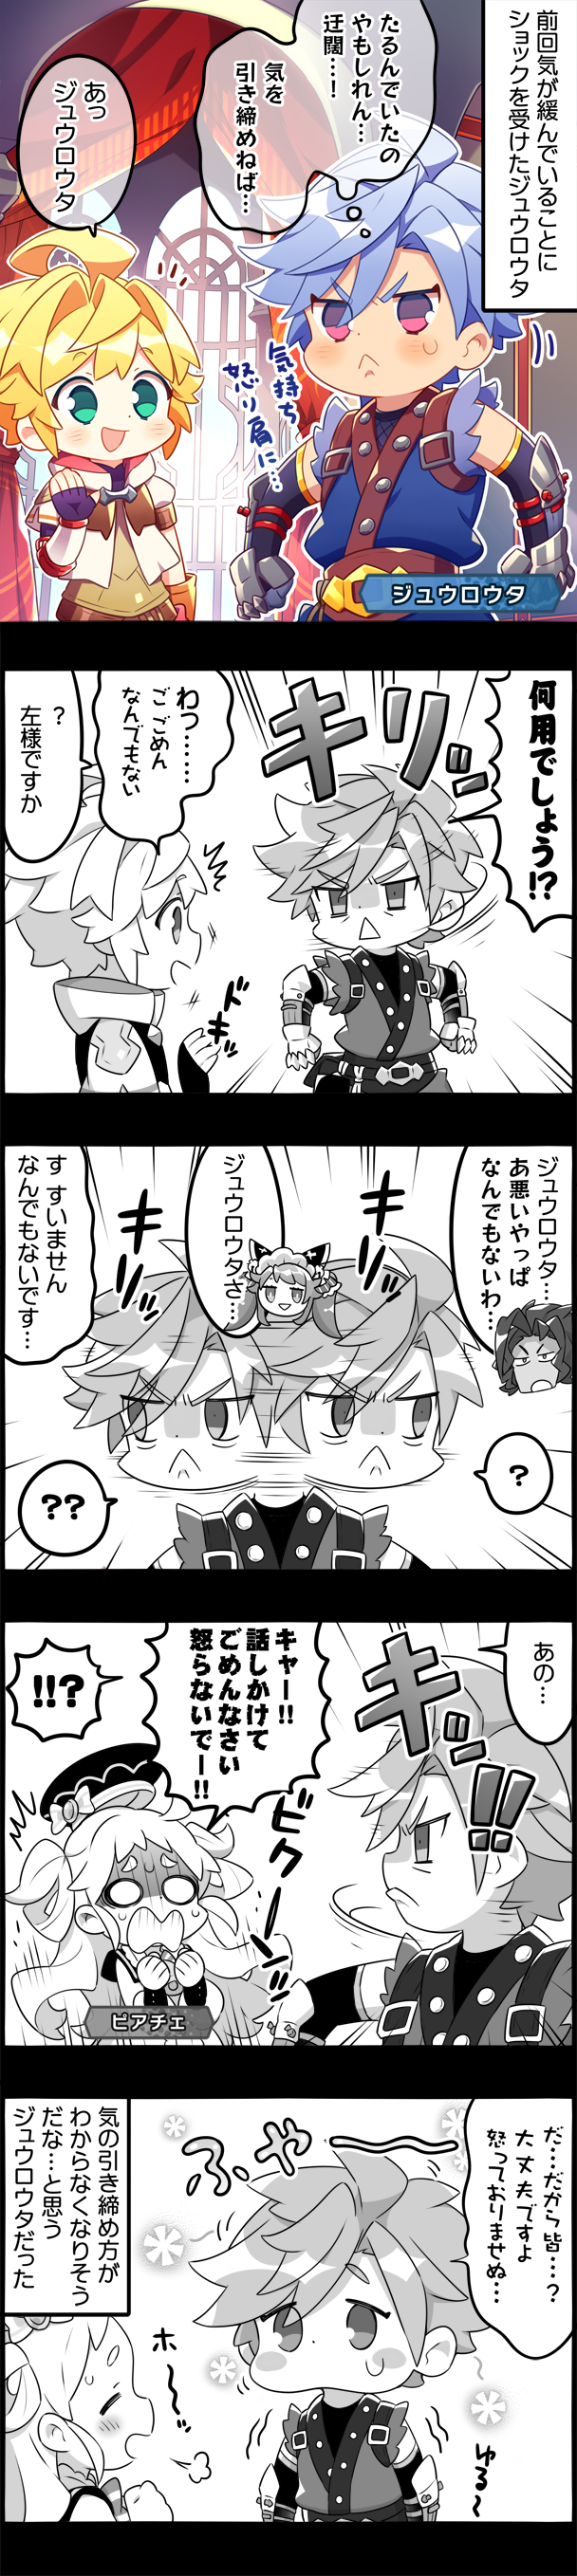 前回気が緩んでいることに
ショックを受けたジュウロウタ
たるんでいたの
やもしれん…
迂闊…!
気を
引き締めねば…
あっ
ジュウロウタ
気持ち
怒り肩に…
ジュウロウタ
何用でしょう!?
キリッ
わっ……
ご ごめん
なんでもない
ドキッ
?
左様ですか
ジュウロウタ…
あ悪いやっぱ
なんでもないわ…
キリッ
ジュウロウタさ…
キリッ
す すいません
なんでもないです…
?
??
あの…
キッ!!
キャー!!
話しかけて
ごめんなさい
怒らないでー!!
ビクーン!!
!!?
ピアチェ
だ…だから皆…?
大丈夫ですよ
怒っておりませぬ…
ふや~
ホ~
ゆる~
気の引き締め方が
わからなくなりそう
だな…と思う
ジュウロウタだった